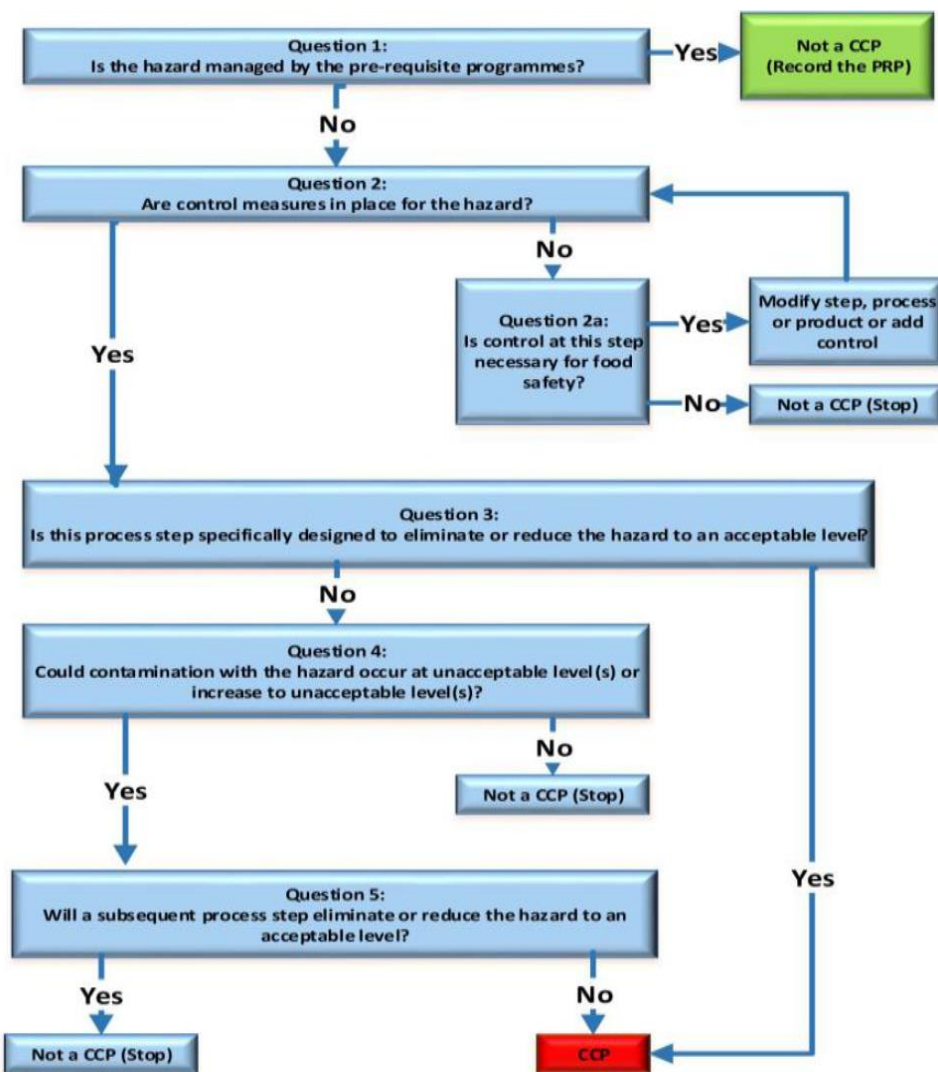 Question 1:
Is the hazard managed by the pre-requisite programmes?
Yes
Not a CCP
(Record the PRP)
No
Question 2:
Are control measures in place for the hazard?
No
Yes
Question 2a:
Is control at this step
necessary for food
safety?
Yes
Modify step, process
or product or add
control
No
Not a CCP (Stop)
Question 3:
Is this process step specifically designed to eliminate or reduce the hazard to an acceptable level?
No
Question 4:
Could contamination with the hazard occur at unacceptable level(s) or
increase to unacceptable level(s)?
Yes
No
Not a CCP (Stop)
Yes
Question 5:
Will a subsequent process step eliminate or reduce the hazard to an
acceptable level?
Yes
No
Not a CCP (Stop)
CCP